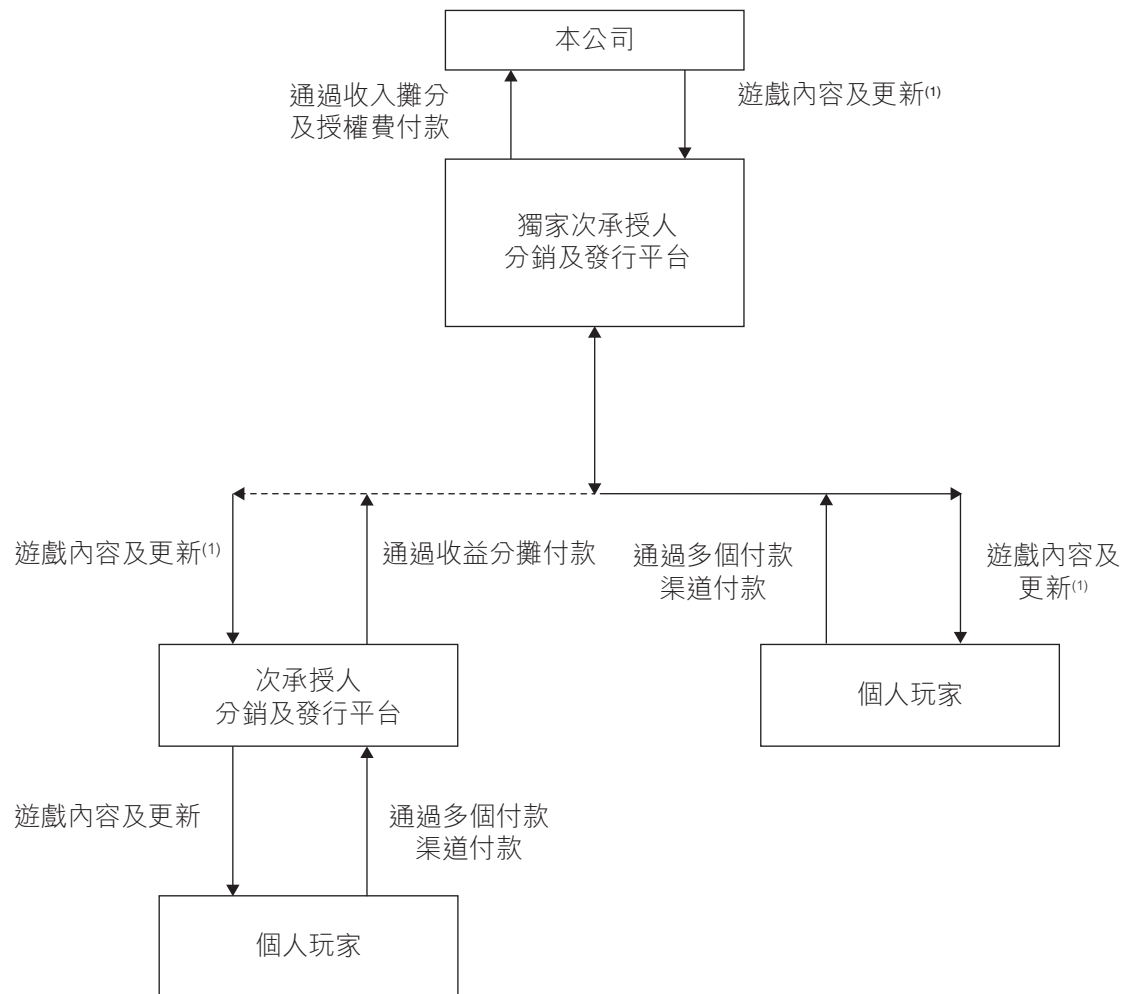 本公司
通過收入攤分
及授權費付款
遊戲內容及更新(1)
獨家次承授人
分銷及發行平台
遊戲內容及更新(1)
通過收益分攤付款
通過多個付款
渠道付款
遊戲內容及
更新(1)
次承授人
分銷及發行平台
個人玩家
遊戲內容及更新
通過多個付款
渠道付款
個人玩家